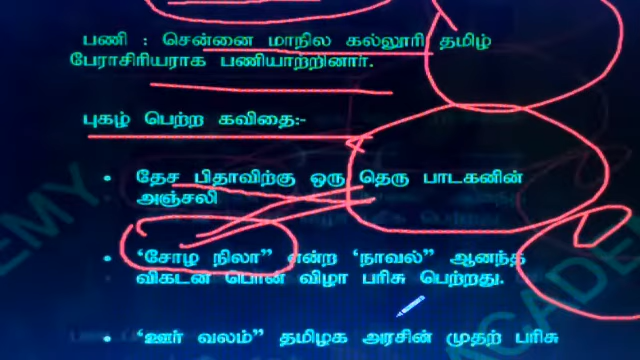 பணி : சென்னை மாநில கல்லூரி தமிழ்
பேராசிரியராக பணியாற்றினார்.
புகழ் பெற்ற கவிதை:-
• தேச பிதாவிற்கு ஒரு தெரு பாடகனின்
அஞ்சலி
• ‘சோழ நிலா” என்ற ‘நாவல்” ஆனந்த
விகடன் பொன் விழா பரிசு பெற்றது.
• ‘ஊர் வலம்” தமிழக அரசின் முதற் பரிசு